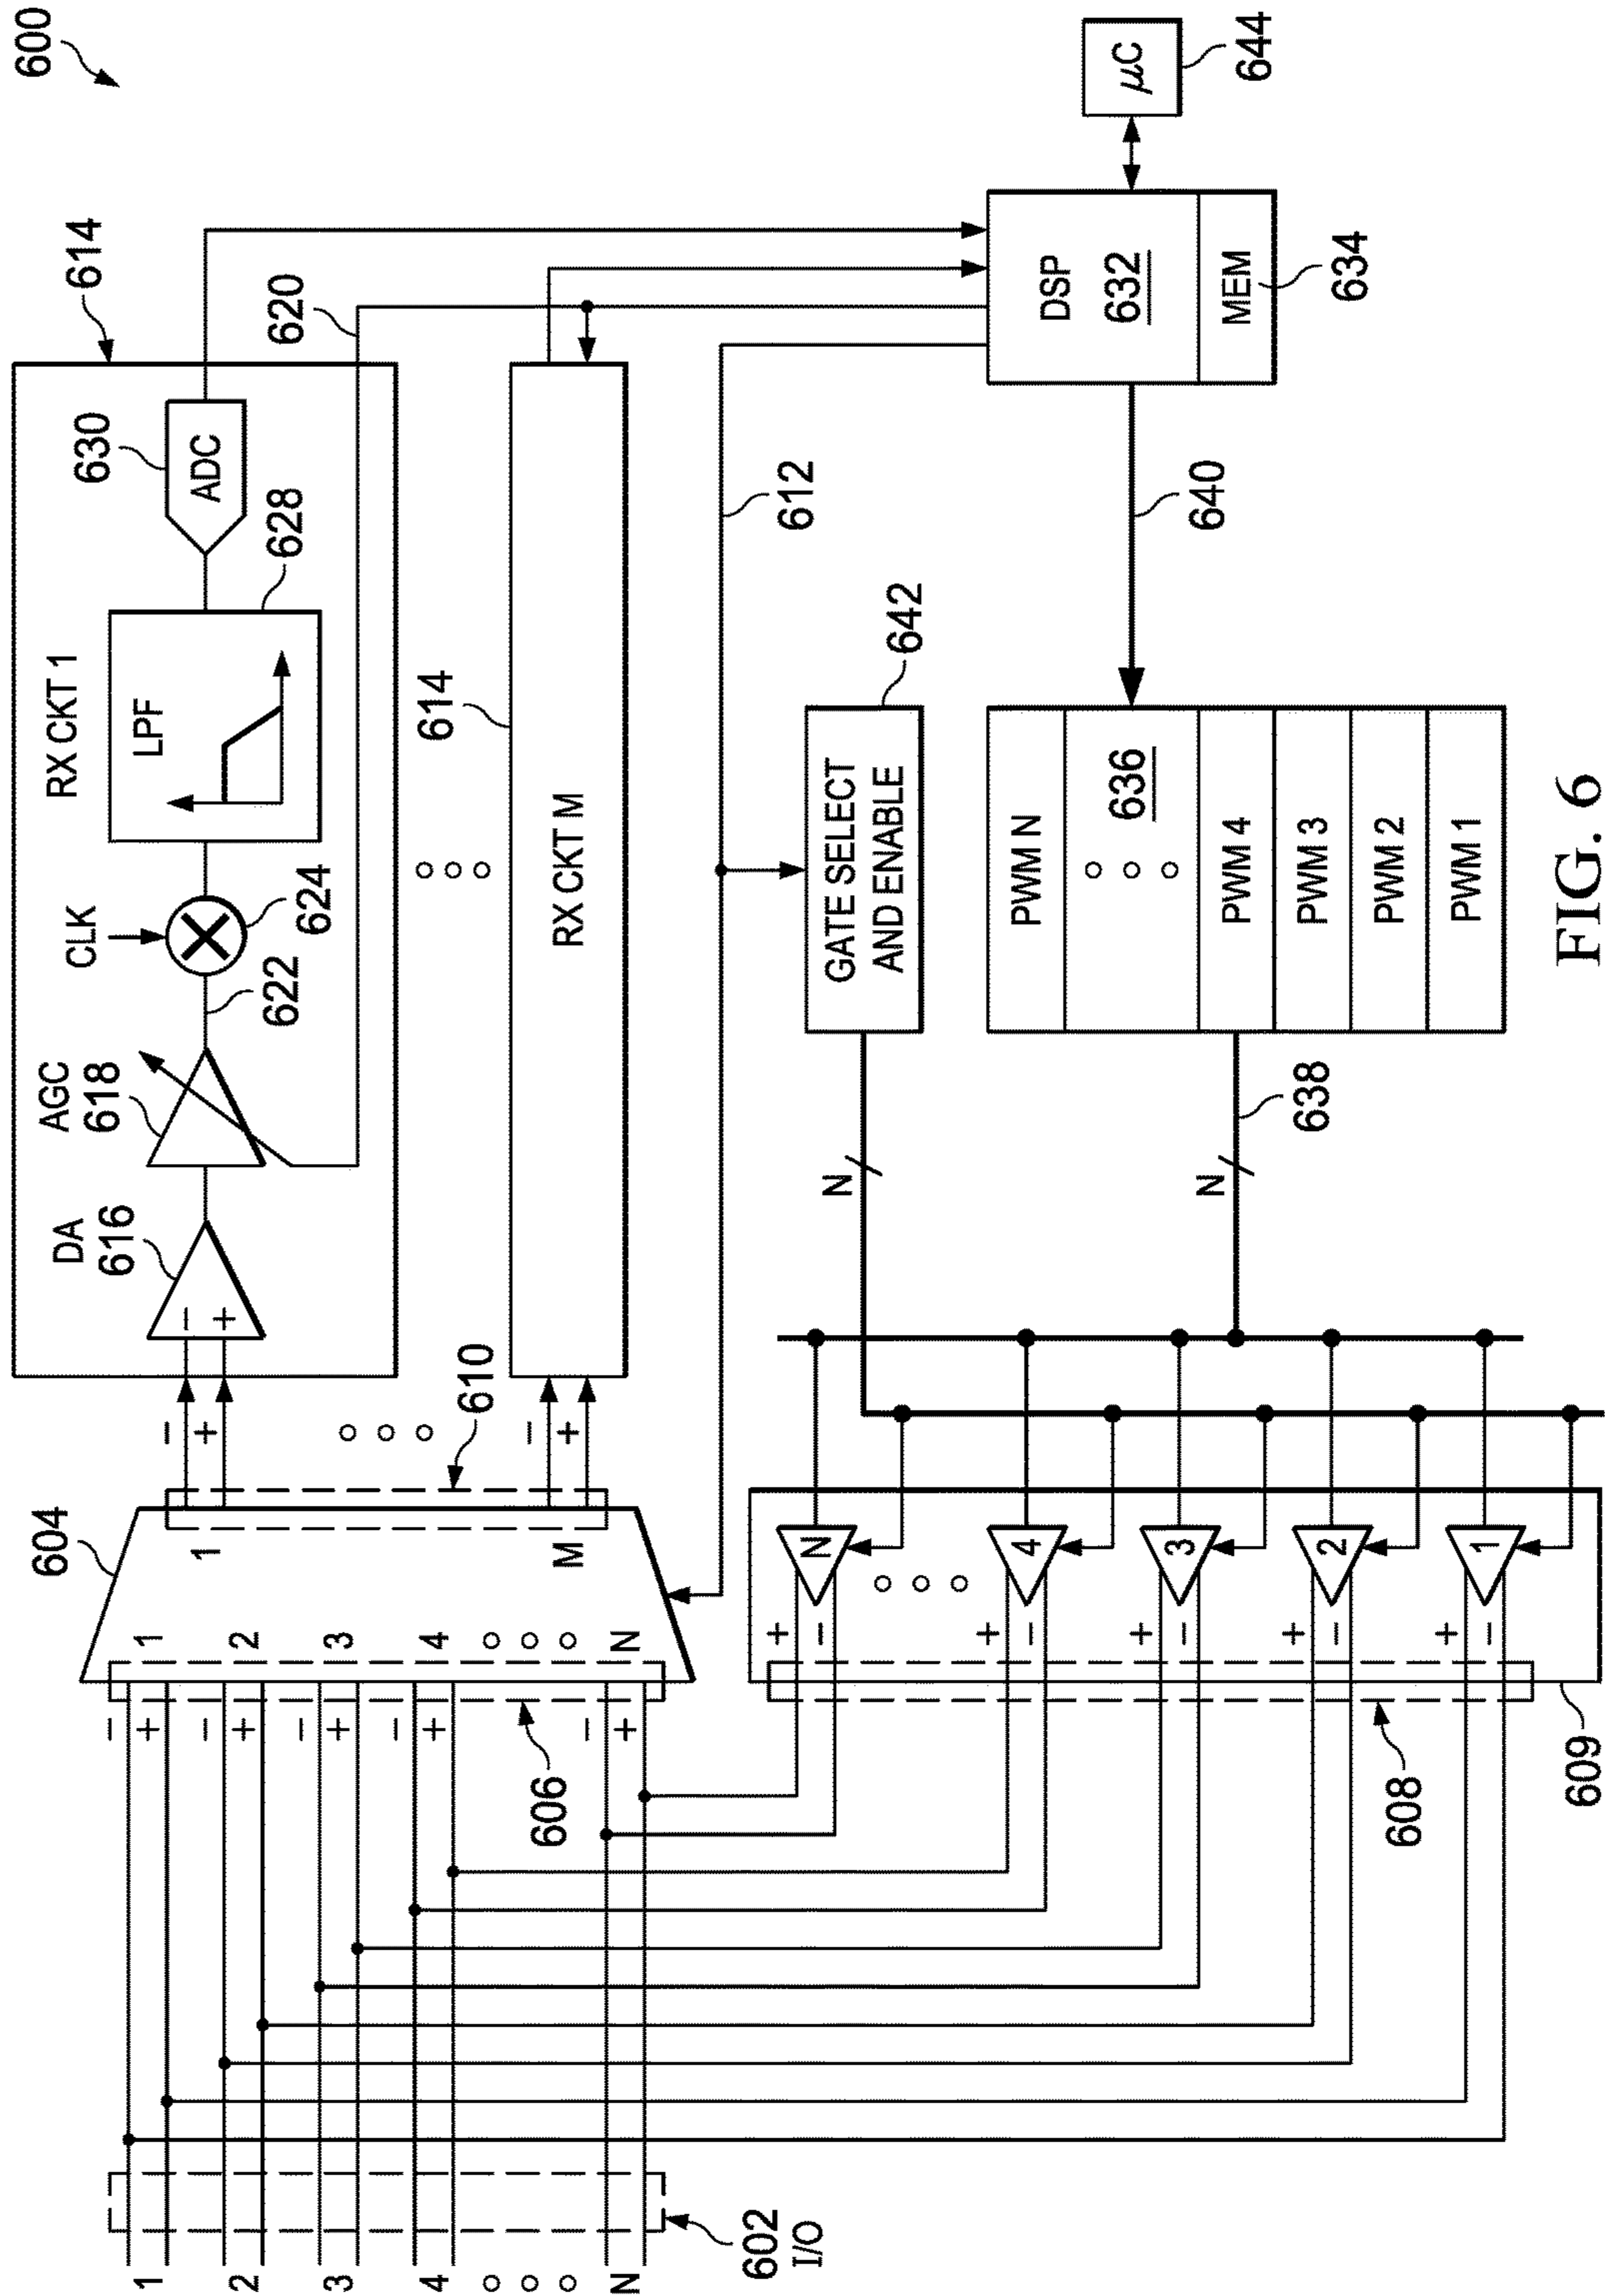 600
614
RX CKT 1
DA
616
AGC
618
CLK
622
624
LPF
628
630
ADC
620
− +
604
− +
1
610
− +
M
RX CKT M
614
1 − +
2 − +
3 − +
4 − +
N − +
606
1
2
3
4
N
602
I/O
612
GATE SELECT
AND ENABLE
642
N
DSP
632
MEM
634
µC
644
640
PWM N
636
PWM 4
PWM 3
PWM 2
PWM 1
N
638
+ − N
+ − 4
+ − 3
+ − 2
+ − 1
608
609
FIG. 6